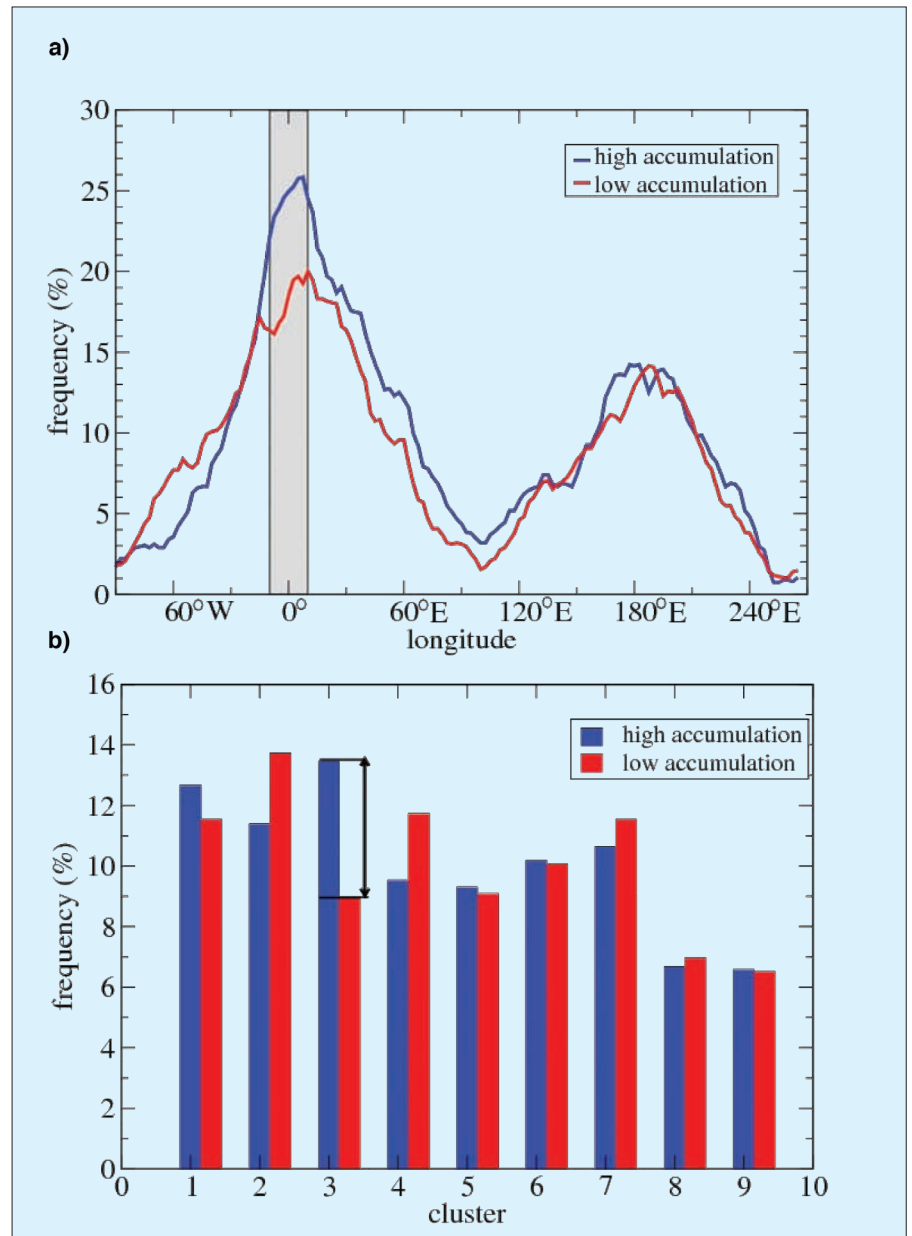 a)
30
25
20
15
10
5
0
frequency (%)
high accumulation
low accumulation
60°W 0° 60°E 120°E 180°E 240°E
longitude
b)
16
14
12
10
8
6
4
2
0
frequency (%)
high accumulation
low accumulation
0 1 2 3 4 5 6 7 8 9 10
cluster